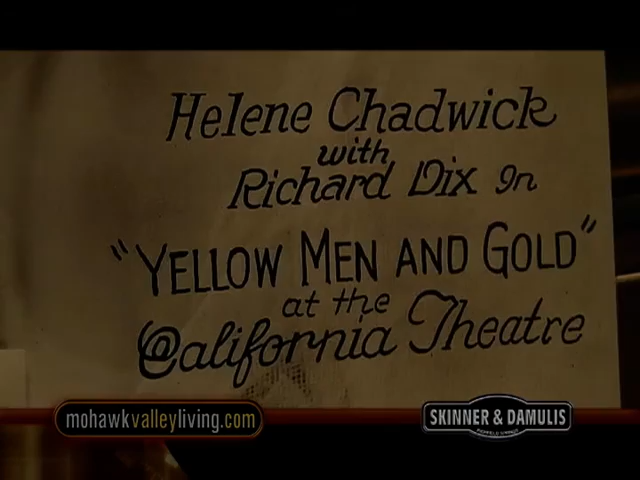 Helene Chadwick
with
Richard Dix In
"YELLOW MEN AND GOLD"
at the
California Theatre
mohawkvalleyliving.com
SKINNER & DAMULIS